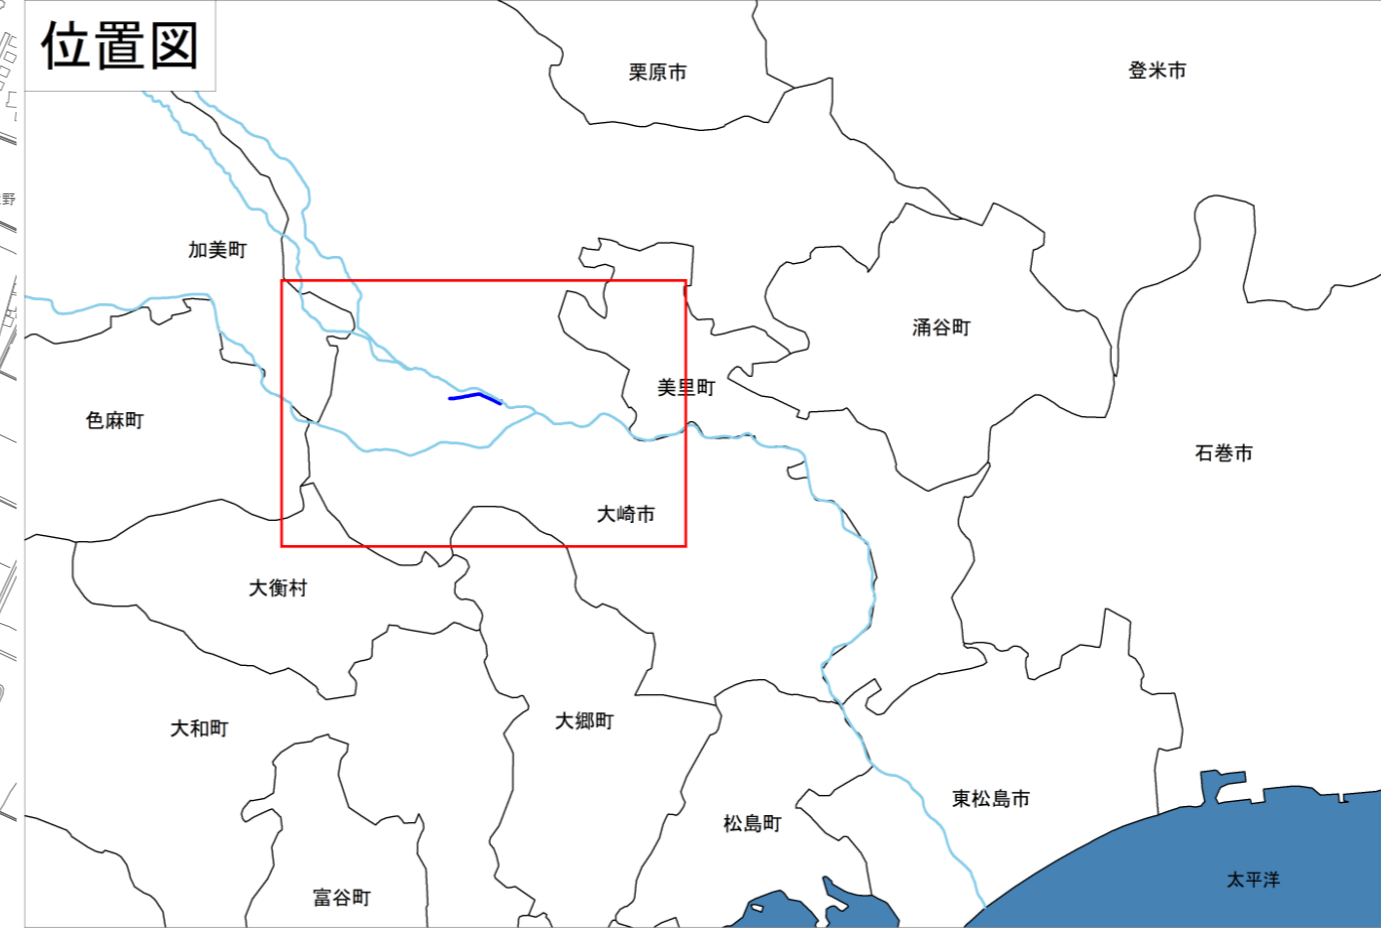 位置図
栗原市
登米市
野
加美町
涌谷町
美里町
色麻町
石巻市
大崎市
大衡村
大郷町
大和町
東松島市
松島町
太平洋
富谷町